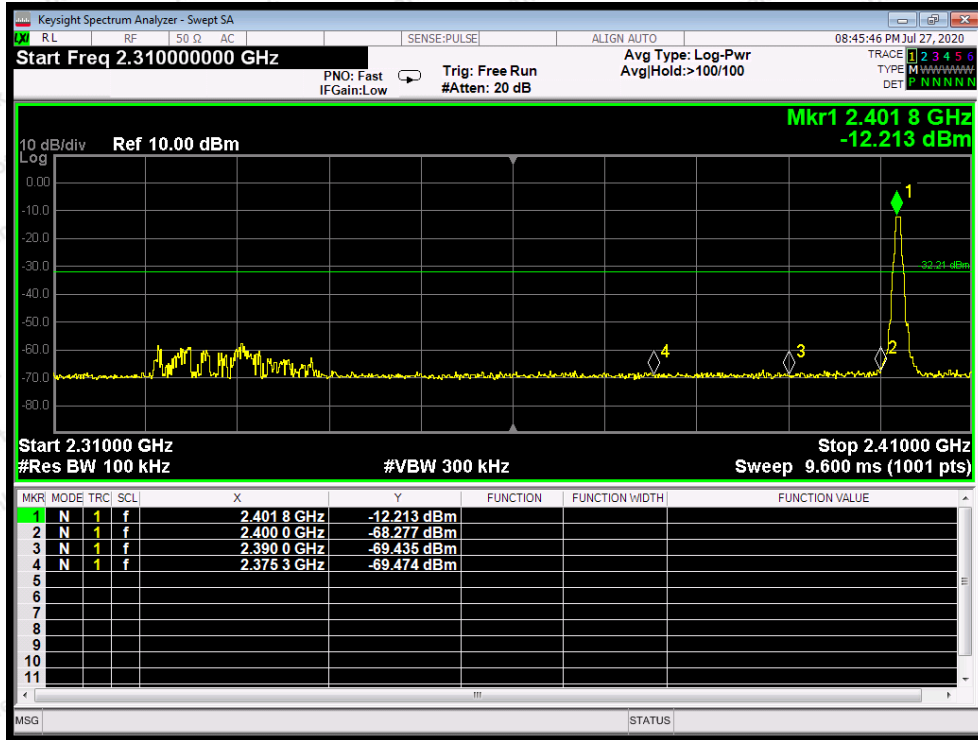 Keysight Spectrum Analyzer - Swept SA
RL RF 50 Ω AC SENSE:PULSE ALIGN AUTO 08:45:46 PM Jul 27, 2020
Start Freq 2.310000000 GHz
PNO: Fast
IFGain:Low
Trig: Free Run
#Atten: 20 dB
Avg Type: Log-Pwr
Avg|Hold:>100/100
TRACE 1 2 3 4 5 6
TYPE M WWWWW
DET P N N N N N
Mkr1 2.401 8 GHz
-12.213 dBm
10 dB/div Ref 10.00 dBm
Log
0.00
-10.0
-20.0
-30.0
-40.0
-50.0
-60.0
-70.0
-80.0
1
-32.21 dBm
4
3
2
Start 2.31000 GHz Stop 2.41000 GHz
#Res BW 100 kHz #VBW 300 kHz Sweep 9.600 ms (1001 pts)
MKR MODE TRC SCL X Y FUNCTION FUNCTION WIDTH FUNCTION VALUE
1 N 1 f 2.401 8 GHz -12.213 dBm
2 N 1 f 2.400 0 GHz -68.277 dBm
3 N 1 f 2.390 0 GHz -69.435 dBm
4 N 1 f 2.375 3 GHz -69.474 dBm
5
6
7
8
9
10
11
MSG STATUS